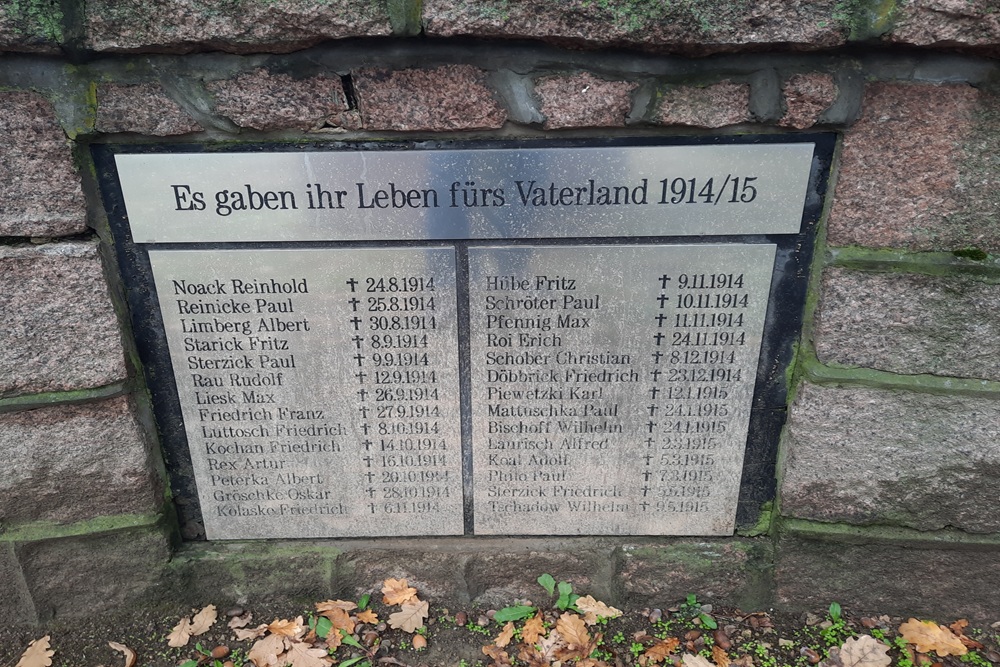 Es gaben ihr Leben fürs Vaterland 1914/15
Noack Reinhold † 24.8.1914
Reinicke Paul † 25.8.1914
Limberg Albert † 30.8.1914
Starick Fritz † 8.9.1914
Sterzick Paul † 9.9.1914
Rau Rudolf † 12.9.1914
Liesk Max † 26.9.1914
Friedrich Franz † 27.9.1914
Luttosch Friedrich † 8.10.1914
Kochan Friedrich † 14.10.1914
Rex Artur † 16.10.1914
Peterka Albert † 20.10.1914
Gröschke Oskar † 28.10.1914
Kolaske Friedrich † 6.11.1914
Hübe Fritz † 9.11.1914
Schröter Paul † 10.11.1914
Pfennig Max † 11.11.1914
Roi Erich † 24.11.1914
Schober Christian † 8.12.1914
Döbbrick Friedrich † 23.12.1914
Piewetzki Karl † 12.1.1915
Mattuschka Paul † 24.1.1915
Bischoff Wilhelm † 24.1.1915
Laurisch Alfred † 2.3.1915
Koal Adolf † 5.3.1915
Philo Paul † 7.3.1915
Sterzick Friedrich †
Tschadow Wilhelm † 9.5.1915